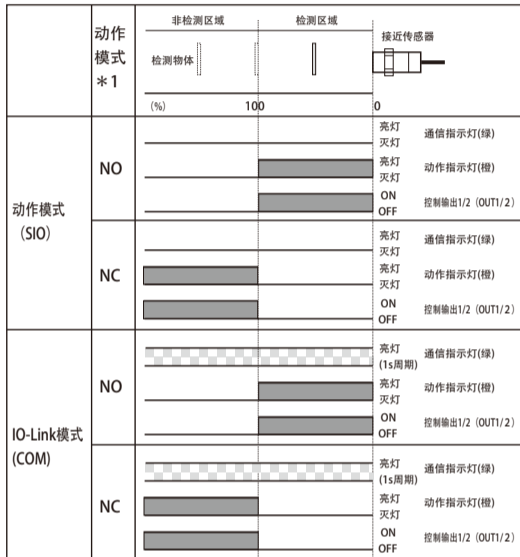 动作
模式
＊1
非检测区域
检测区域
接近传感器
检测物体
(%)
100
0
动作模式
（SIO）
NO
亮灯
灭灯
通信指示灯(绿)
亮灯
灭灯
动作指示灯(橙)
ON
OFF
控制输出1/2（OUT1/2）
NC
亮灯
灭灯
通信指示灯(绿)
亮灯
灭灯
动作指示灯(橙)
ON
OFF
控制输出1/2（OUT1/2）
IO-Link模式
(COM)
NO
亮灯
(1s周期)
通信指示灯(绿)
亮灯
灭灯
动作指示灯(橙)
ON
OFF
控制输出1/2（OUT1/2）
NC
亮灯
(1s周期)
通信指示灯(绿)
亮灯
灭灯
动作指示灯(橙)
ON
OFF
控制输出1/2（OUT1/2）